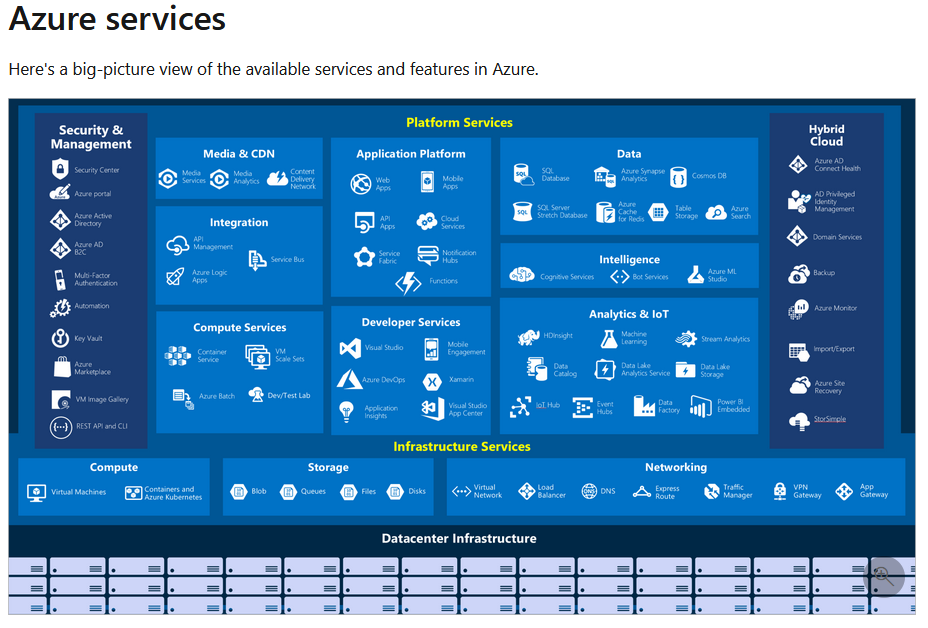 Azure services
Here's a big-picture view of the available services and features in Azure.
Security &
Management
Security Center
Azure portal
Azure Active
Directory
Azure AD
B2C
Multi-Factor
Authentication
Automation
Key Vault
Azure
Marketplace
VM Image Gallery
REST API and CLI
Platform Services
Media & CDN
Media
Services
Media
Analytics
Content
Delivery
Network
Integration
API
Management
Service Bus
Azure Logic
Apps
Compute Services
Container
Service
VM
Scale Sets
Azure Batch
Dev/Test Lab
Application Platform
Web
Apps
Mobile
Apps
API
Apps
Cloud
Services
Service
Fabric
Notification
Hubs
Functions
Developer Services
Visual Studio
Mobile
Engagement
Azure DevOps
Xamarin
Application
Insights
Visual Studio
App Center
Data
SQL
SQL
Database
Azure Synapse
Analytics
Cosmos DB
SQL
SQL Server
Stretch Database
Azure
Cache
for Redis
Table
Storage
Azure
Search
Intelligence
Cognitive Services
Bot Services
Azure ML
Studio
Analytics & IoT
HDInsight
Machine
Learning
Stream Analytics
Data
Catalog
Data Lake
Analytics Service
Data Lake
Storage
IoT Hub
Event
Hubs
Data
Factory
Power BI
Embedded
Hybrid
Cloud
Azure AD
Connect Health
AD Privileged
Identity
Management
Domain Services
Backup
Azure Monitor
Import/Export
Azure Site
Recovery
StorSimple
Infrastructure Services
Compute
Virtual Machines
Containers and
Azure Kubernetes
Storage
Blob
Queues
Files
Disks
Networking
Virtual
Network
Load
Balancer
DNS
DNS
Express
Route
Traffic
Manager
VPN
Gateway
App
Gateway
Datacenter Infrastructure